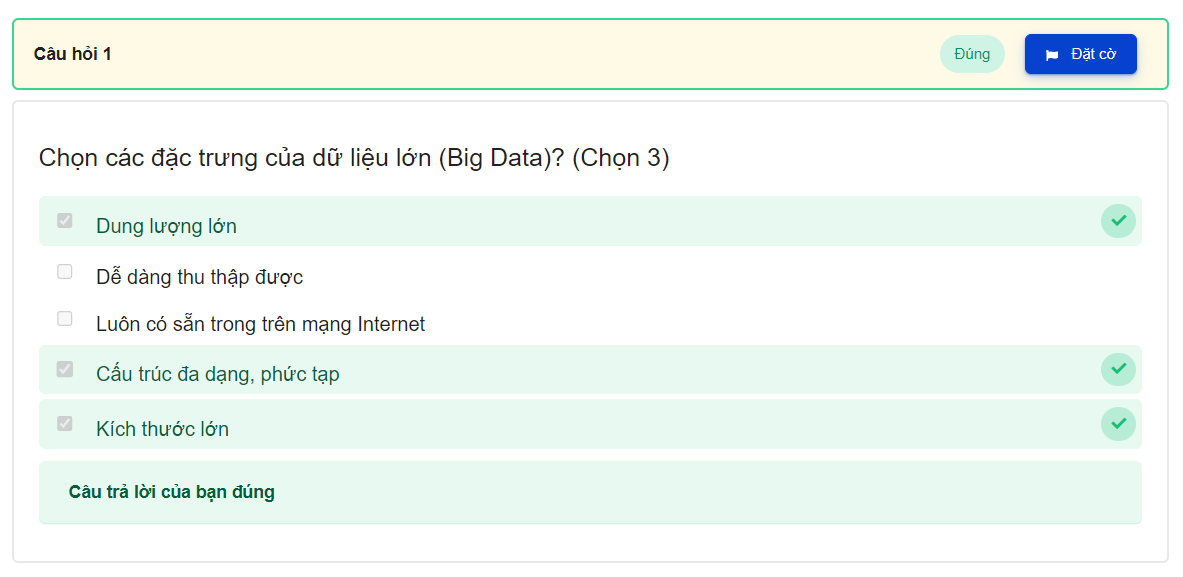 Câu hỏi 1
Đúng
Đặt cờ
Chọn các đặc trưng của dữ liệu lớn (Big Data)? (Chọn 3)
Dung lượng lớn
Dễ dàng thu thập được
Luôn có sẵn trong trên mạng Internet
Cấu trúc đa dạng, phức tạp
Kích thước lớn
Câu trả lời của bạn đúng